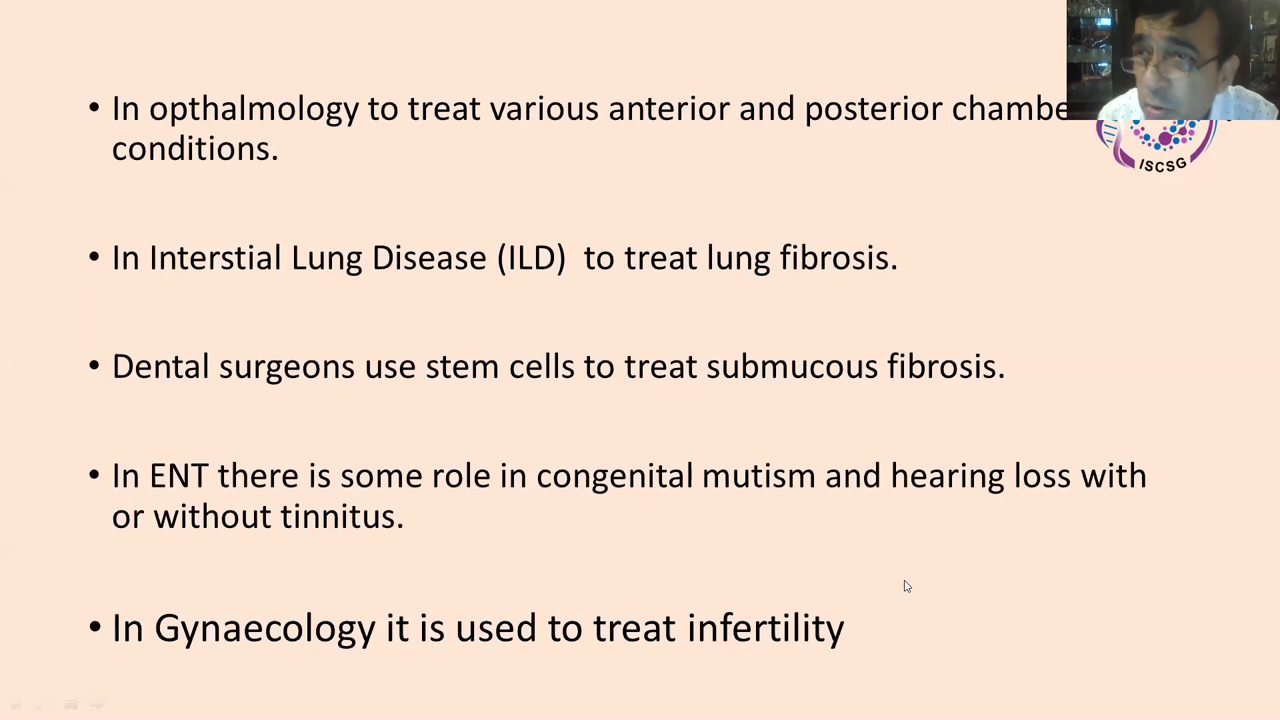 • In opthalmology to treat various anterior and posterior
conditions.
• In Interstial Lung Disease (ILD)  to treat lung fibrosis.
• Dental surgeons use stem cells to treat submucous fibrosis.
• In ENT there is some role in congenital mutism and hearing loss with
or without tinnitus.
• In Gynaecology it is used to treat infertility
ISCSG